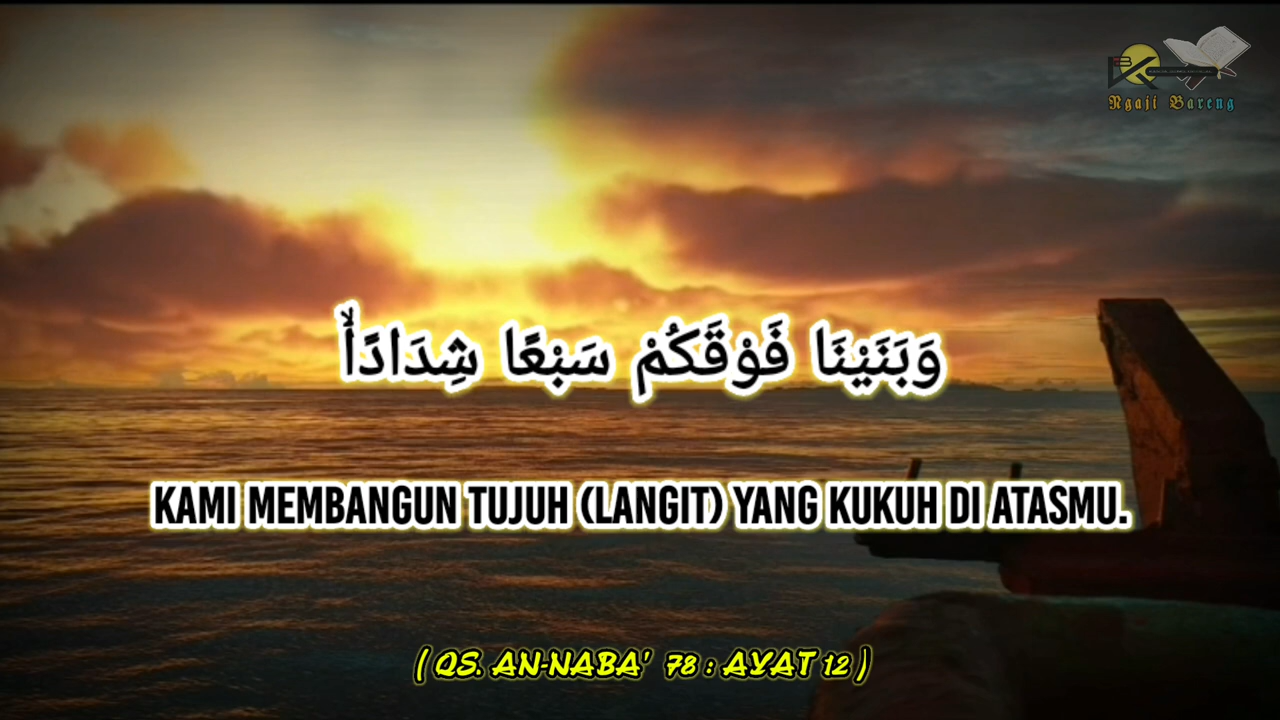 Ngaji Bareng
وَبَنَيْنَا فَوْقَكُمْ سَبْعًا شِدَادًاۙ
KAMI MEMBANGUN TUJUH (LANGIT) YANG KUKUH DI ATASMU.
( QS. AN-NABA' 78 : AYAT 12 )